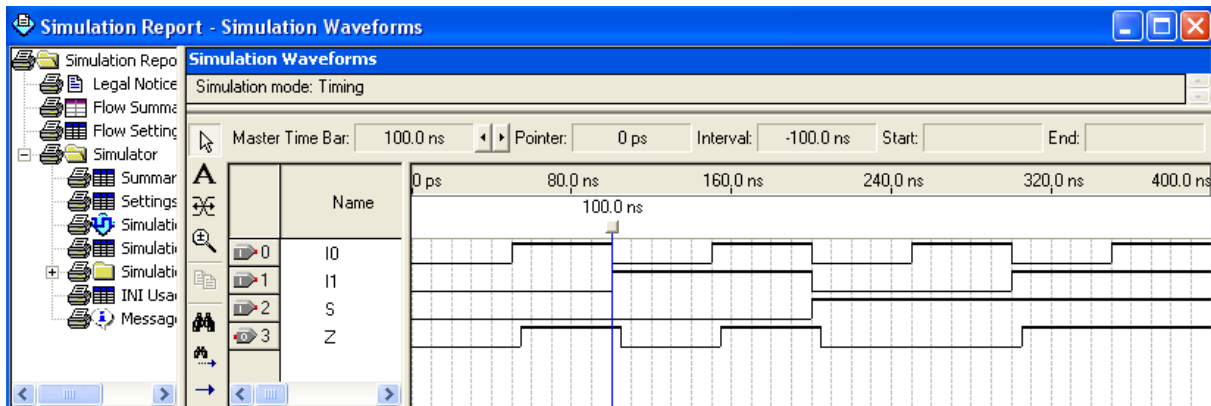 Simulation Report - Simulation Waveforms
Simulation Repo
Legal Notice
Flow Summa
Flow Setting
Simulator
Summar
Settings
Simulati
Simulati
Simulati
INI Usa
Messag
Simulation Waveforms
Simulation mode: Timing
Master Time Bar: 100.0 ns Pointer: 0 ps Interval: -100.0 ns Start: End:
A
Name
0 ps 80.0 ns 160.0 ns 240.0 ns 320.0 ns 400.0 ns
100.0 ns
0 I0
1 I1
2 S
3 Z